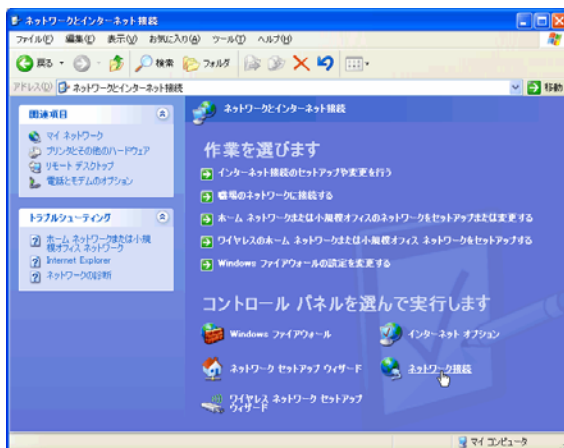 ネットワークとインターネット接続
ファイル(F) 編集(E) 表示(V) お気に入り(A) ツール(T) ヘルプ(H)
戻る 検索 フォルダ
アドレス(D) ネットワークとインターネット接続 移動
関連項目
マイ ネットワーク
プリンタとその他のハードウェア
リモート デスクトップ
電話とモデムのオプション
トラブルシューティング
ホーム ネットワークまたは小規
模オフィス ネットワーク
Internet Explorer
ネットワークの診断
ネットワークとインターネット接続
作業を選びます
インターネット接続のセットアップや変更を行う
職場のネットワークに接続する
ホーム ネットワークまたは小規模オフィスのネットワークをセットアップまたは変更する
ワイヤレスのホーム ネットワークまたは小規模オフィス ネットワークをセットアップする
Windows ファイアウォールの設定を変更する
コントロール パネルを選んで実行します
Windows ファイアウォール
インターネット オプション
ネットワーク セットアップ ウィザード
ネットワーク接続
ワイヤレス ネットワーク セットアップ
ウィザード
マイ コンピュータ